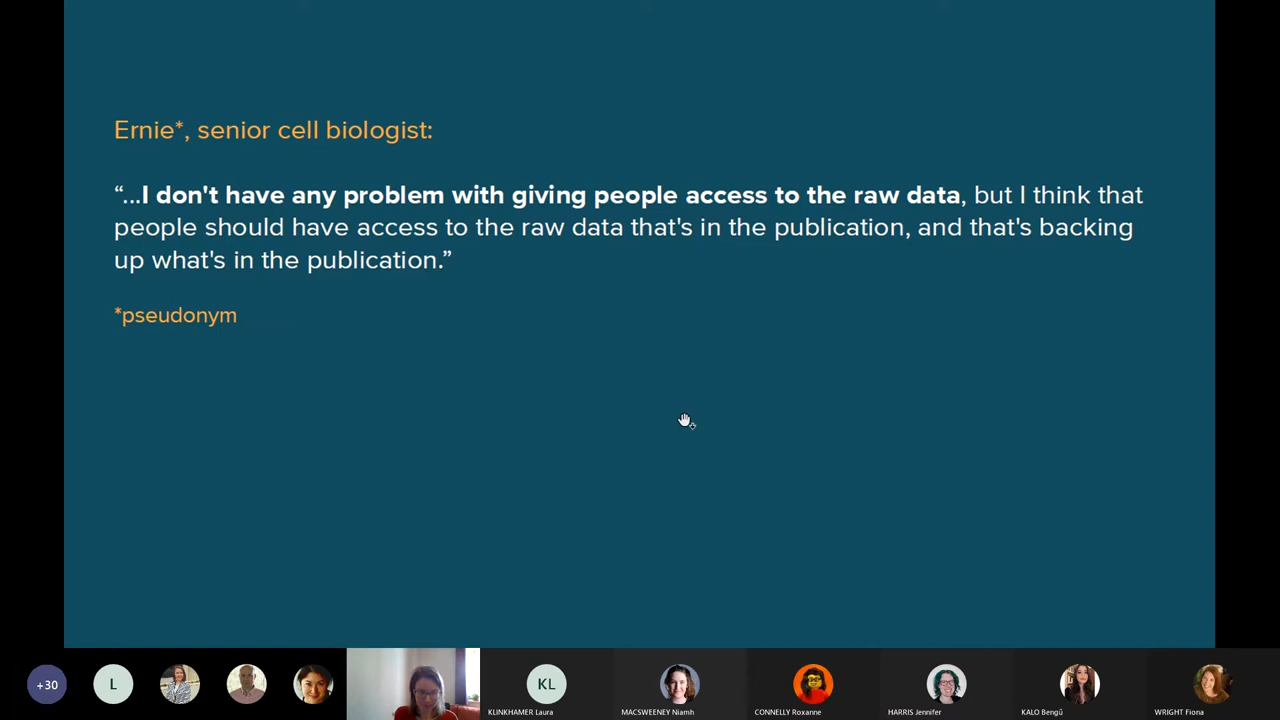 Ernie*, senior cell biologist:
“...I don't have any problem with giving people access to the raw data, but I think that
people should have access to the raw data that's in the publication, and that's backing
up what's in the publication.”
*pseudonym
+30
L
KL
KLINKHAMER Laura
MACSWEENEY Niamh
CONNELLY Roxanne
HARRIS Jennifer
KALO Bengü
WRIGHT Fiona